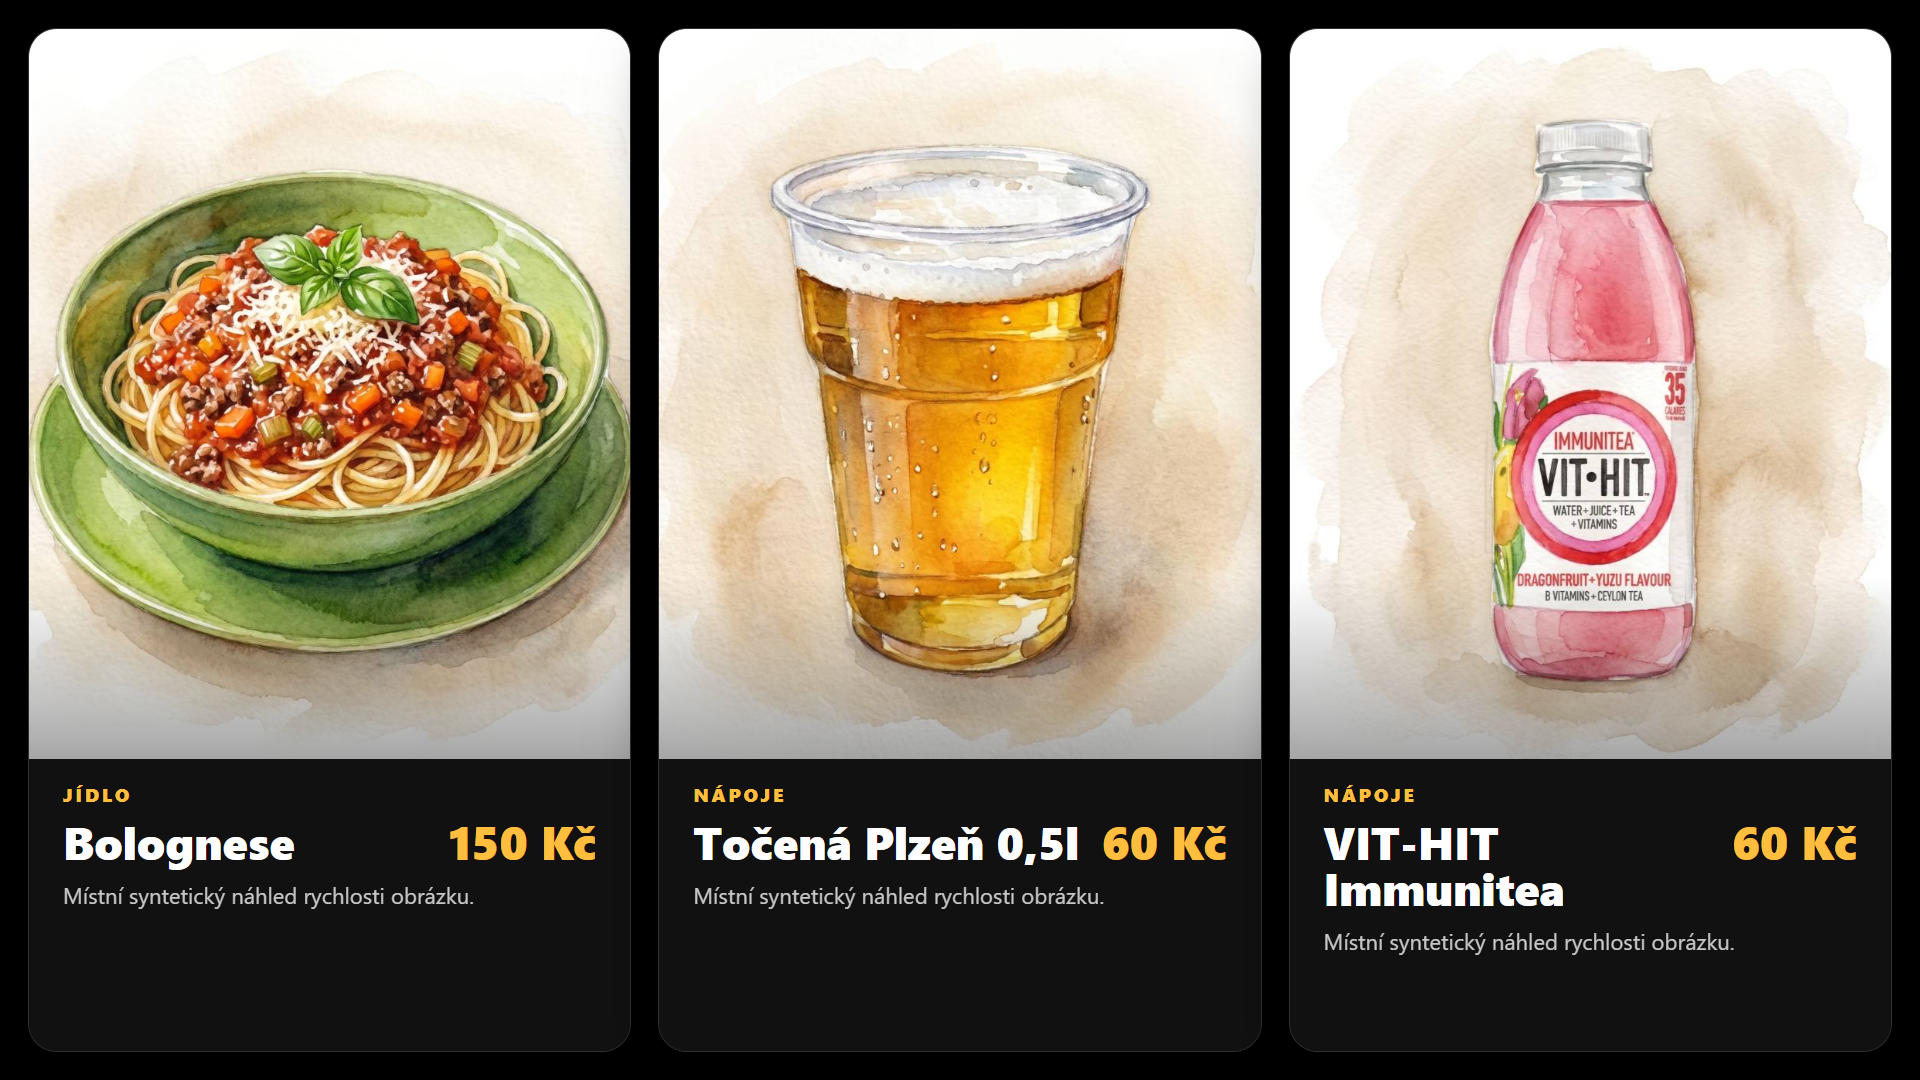 JÍDLO
Bolognese 150 Kč
Místní syntetický náhled rychlosti obrázku.
NÁPOJE
Točená Plzeň 0,5l 60 Kč
Místní syntetický náhled rychlosti obrázku.
35
CALORIES
IMMUNITEA
VIT•HIT
WATER+JUICE+TEA
+VITAMINS
DRAGONFRUIT+YUZU FLAVOUR
B VITAMINS+CEYLON TEA
NÁPOJE
VIT-HIT 60 Kč
Immunitea
Místní syntetický náhled rychlosti obrázku.